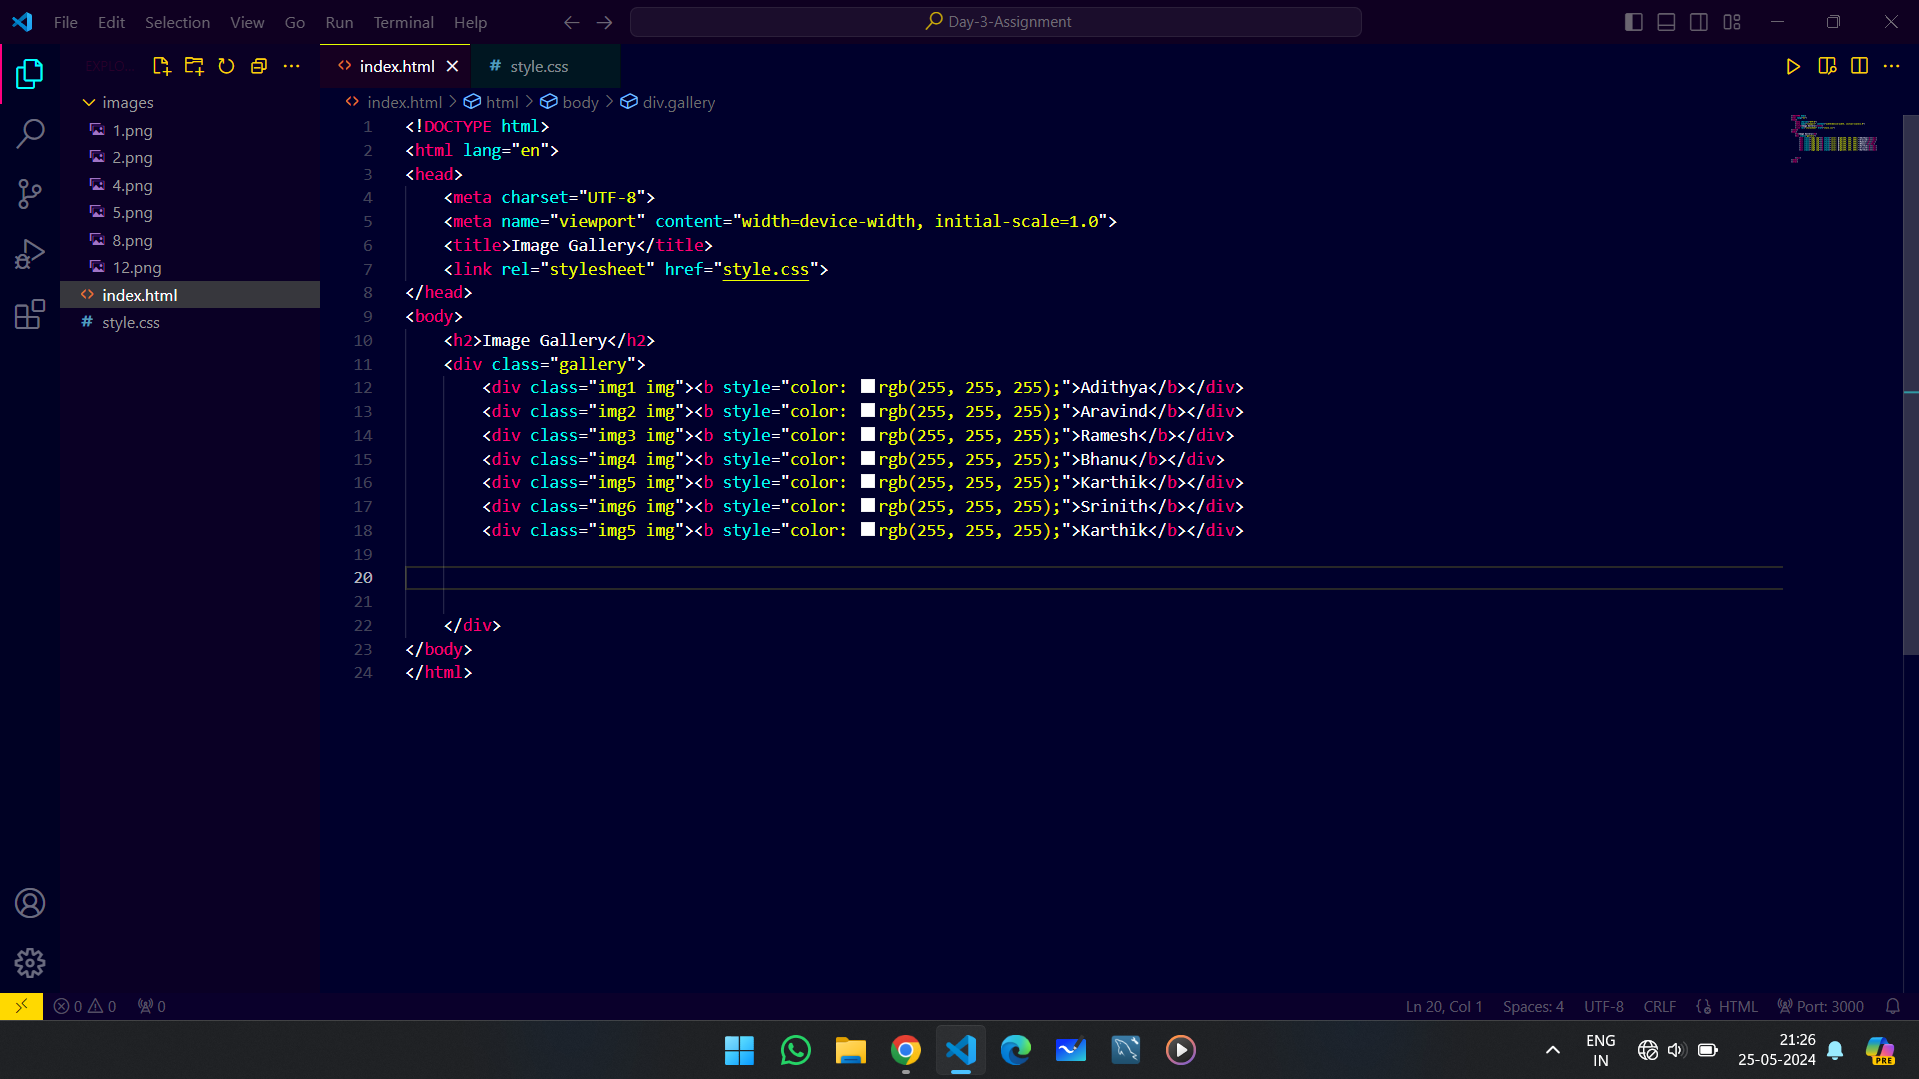 File Edit Selection View Go Run Terminal Help
Day-3-Assignment
index.html
style.css
images
1.png
2.png
4.png
5.png
8.png
12.png
index.html
style.css
index.html > html > body > div.gallery
1 <!DOCTYPE html>
2 <html lang="en">
3 <head>
4 <meta charset="UTF-8">
5 <meta name="viewport" content="width=device-width, initial-scale=1.0">
6 <title>Image Gallery</title>
7 <link rel="stylesheet" href="style.css">
8 </head>
9 <body>
10 <h2>Image Gallery</h2>
11 <div class="gallery">
12 <div class="img1 img"><b style="color: rgb(255, 255, 255);">Adithya</b></div>
13 <div class="img2 img"><b style="color: rgb(255, 255, 255);">Aravind</b></div>
14 <div class="img3 img"><b style="color: rgb(255, 255, 255);">Ramesh</b></div>
15 <div class="img4 img"><b style="color: rgb(255, 255, 255);">Bhanu</b></div>
16 <div class="img5 img"><b style="color: rgb(255, 255, 255);">Karthik</b></div>
17 <div class="img6 img"><b style="color: rgb(255, 255, 255);">Srinith</b></div>
18 <div class="img5 img"><b style="color: rgb(255, 255, 255);">Karthik</b></div>
19
20
21
22 </div>
23 </body>
24 </html>
0 0 0
Ln 20, Col 1 Spaces: 4 UTF-8 CRLF HTML Port: 3000
ENG
IN
21:26
25-05-2024
PRE